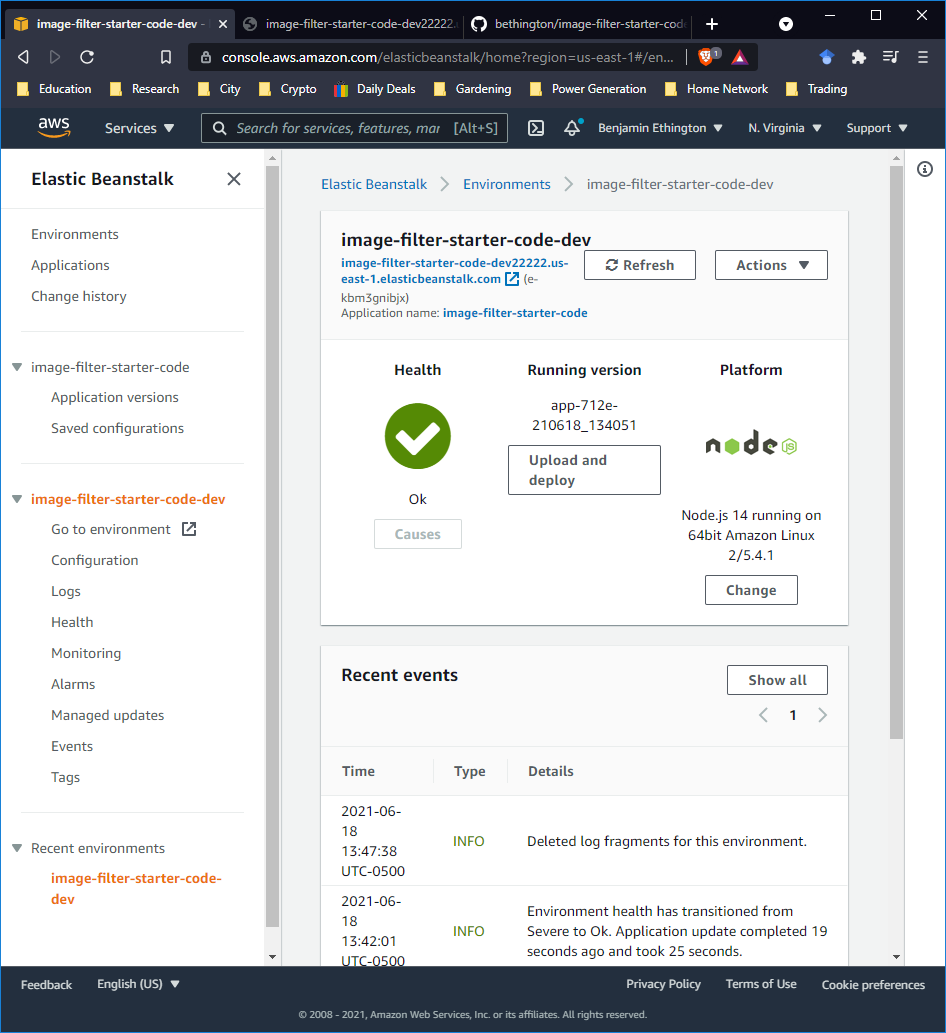 image-filter-starter-code-dev -
image-filter-starter-code-dev22222.
bethington/image-filter-starter-code
console.aws.amazon.com/elasticbeanstalk/home?region=us-east-1#/en...
1
Education
Research
City
Crypto
Daily Deals
Gardening
Power Generation
Home Network
Trading
aws
Services
Search for services, features, mar
[Alt+S]
Benjamin Ethington
N. Virginia
Support
Elastic Beanstalk
Environments
Applications
Change history
image-filter-starter-code
Application versions
Saved configurations
image-filter-starter-code-dev
Go to environment
Configuration
Logs
Health
Monitoring
Alarms
Managed updates
Events
Tags
Recent environments
image-filter-starter-code-
dev
Elastic Beanstalk
Environments
image-filter-starter-code-dev
image-filter-starter-code-dev
image-filter-starter-code-dev22222.us-
east-1.elasticbeanstalk.com (e-
kbm3gnibjx)
Application name: image-filter-starter-code
Refresh
Actions
Health
Ok
Causes
Running version
app-712e-
210618_134051
Upload and
deploy
Platform
node
JS
Node.js 14 running on
64bit Amazon Linux
2/5.4.1
Change
Recent events
Show all
1
Time Type Details
2021-06-
18
13:47:38
UTC-0500
INFO
Deleted log fragments for this environment.
2021-06-
18
13:42:01
UTC-0500
INFO
Environment health has transitioned from
Severe to Ok. Application update completed 19
seconds ago and took 25 seconds.
Feedback
English (US)
Privacy Policy
Terms of Use
Cookie preferences
© 2008 - 2021, Amazon Web Services, Inc. or its affiliates. All rights reserved.